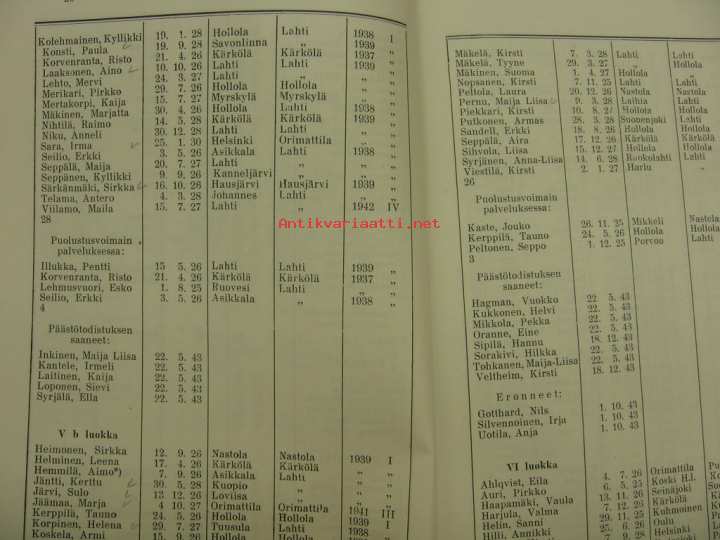 Kolehmainen, Kyllikki 19. 1. 28 Hollola Lahti 1938 I
Konsti, Paula 19. 9. 28 Savonlinna „ 1939 „
Korvenranta, Risto 21. 4. 26 Kärkölä Kärkölä 1937 „
Laaksonen, Aino 10. 10. 26 Lahti Lahti 1939 „
Lehto, Mervi 24. 3. 27 Lahti „ „ „
Merikari, Pirkko 29. 7. 26 Hollola Hollola „ „
Mertakorpi, Kaija 15. 7. 27 Myrskylä Myrskylä „ „
Mäkinen, Marjatta 30. 4. 26 Hollola Lahti 1938 „
Nihtilä, Raimo 14. 5. 28 Kärkölä Kärkölä 1939 „
Niku, Anneli 30. 12. 28 Lahti Lahti „ „
Sara, Irma 25. 1. 30 Helsinki Orimattila „ „
Seilio, Erkki 3. 5. 26 Asikkala Lahti 1938 „
Seppälä, Maija 20. 7. 27 Lahti „ „ „
Seppänen, Kyllikki 9. 9. 26 Kanneljärvi „ „ „
Särkänmäki, Sirkka 16. 10. 26 Hausjärvi Hausjärvi 1939 „
Telama, Antero 4. 3. 28 Johannes Lahti „ „
Viilamo, Maila 15. 7. 27 Lahti „ 1942 IV
28
Puolustusvoimain
palveluksessa:
Illukka, Pentti 15 5. 26 Lahti Lahti 1939 „
Korvenranta, Risto 21. 4. 26 Kärkölä Kärkölä 1937 „
Lehmusvuori, Esko 1. 8. 25 Ruovesi Lahti „
Seilio, Erkki 3. 5. 26 Asikkala „ 1938 „
4
Päästötodistuksen
saaneet:
Inkinen, Maija Liisa 22. 5. 43
Kantele, Irmeli 22. 5. 43
Laitinen, Kaija 22. 5. 43
Loponen, Sievi 22. 5. 43
Syrjälä, Ella 22. 5. 43
V b luokka
Heimonen, Sirkka 12. 9. 26 Nastola Nastola 1939 I
Helminen, Leena 17. 4. 26 Kärkölä Kärkölä „ „
Hemmilä, Aimo*) 7. 9. 26 Asikkala Lahti „ „
Jäntti, Kerttu 30. 5. 28 Kuopio „ „ „
Järvi, Sulo 13 12. 26 Loviisa „ „ „
Jäämaa, Marja 4 10. 27 Orimattila Orimattila 1941 III
Kerppilä, Tauno 24. 5. 26 Hollola Hollola 1939 I
Korpinen, Helena 29. 7. 27 Tuusula Lahti 1938 „
Koskela, Armi 15. 9. 26 Hollola Hollola
Mäkelä, Kirsti 7. 3. 28 Lahti Lahti
Mäkelä, Tyyne 29. 3. 27 „ Hollola
Mäkinen, Suoma 1. 4. 27 Hollola „
Nopsanen, Kirsti 7. 11. 25 Lahti Lahti
Peltola, Laura 20. 12. 26 Nastola Nastola
Pernu, Maija Liisa 9. 3. 28 Laihia Lahti
Piekkari, Kirsti 10. 8. 27 Hollola Hollola
Putkonen, Armas 28. 3. 28 Suonenjoki Lahti
Sandell, Erkki 18. 8. 26 Hollola Hollola
Seppälä, Aira 17. 12. 26 Kärkölä Kärkölä
Sihvola, Liisa 15. 12. 27 Hollola Hollola
Syrjänen, Anna-Liisa 14. 6. 28 Ruokolahti Lahti
Viestilä, Kirsti 2. 1. 27 Harlu „
26
Puolustusvoimain
palveluksessa:
Kaste, Jouko 26. 11. 25 Mikkeli Nastola
Kerppilä, Tauno 24. 5. 26 Hollola Hollola
Peltonen, Seppo 1. 12. 25 Porvoo Lahti
3
Päästötodistuksen
saaneet:
Hagman, Vuokko 22. 5. 43
Kukkonen, Helvi 22. 5. 43
Mikkola, Pekka 22. 5. 43
Oranne, Eine 22. 5. 43
Sipilä, Hannu 18. 12. 43
Sorakivi, Hilkka 22. 5. 43
Tohkanen, Maija-Liisa 22. 5. 43
Veltheim, Kirsti 18. 12. 43
Eronneet:
Gotthard, Nils 1. 10. 43
Silvennoinen, Irja 1. 10. 43
Uotila, Anja 1. 10. 43
VI luokka
Ahlqvist, Eila 4. 7. 26 Orimattila
Auri, Pirkko 6. 5. 25 Koski H.l.
Haapamäki, Vaula 13. 11. 26 Seinäjoki
Harjula, Valma 7. 12. 26 Kärkölä
Helin, Sanni 29. 11. 25 Kuhmoinen
Hilli, Annikki 25. 6. 26 Oulu
7. 9. 28 Helsinki
Antikvariaatti.net